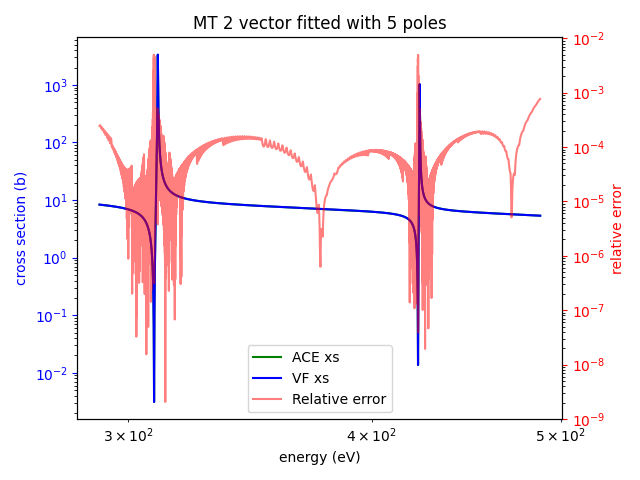 MT 2 vector fitted with 5 poles
cross section (b)
10³
10²
10¹
10⁰
10⁻¹
10⁻²
10⁻²
10⁻³
10⁻⁴
10⁻⁵
10⁻⁶
10⁻⁷
10⁻⁸
10⁻⁹
relative error
ACE xs
VF xs
Relative error
3 × 10² 4 × 10² 5 × 10²
energy (eV)